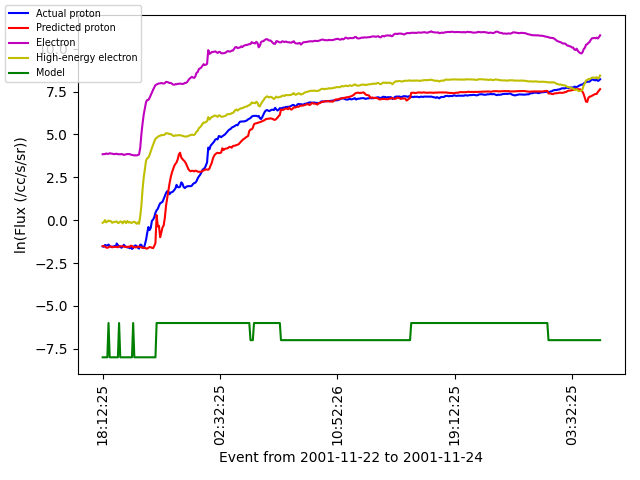 Actual proton
Predicted proton
Electron
High-energy electron
Model
10.0
7.5
5.0
2.5
0.0
−2.5
−5.0
−7.5
ln(Flux (/cc/s/sr))
18:12:25
02:32:25
10:52:26
19:12:25
03:32:25
Event from 2001-11-22 to 2001-11-24